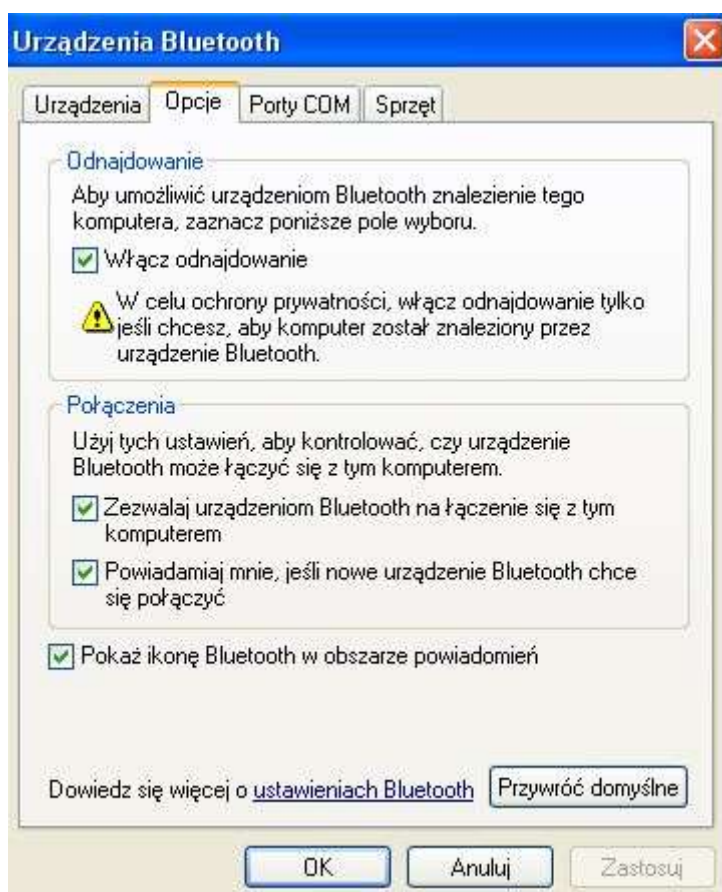 Urządzenia Bluetooth
Urządzenia Opcje Porty COM Sprzęt
Odnajdowanie
Aby umożliwić urządzeniom Bluetooth znalezienie tego
komputera, zaznacz poniższe pole wyboru.
Włącz odnajdowanie
W celu ochrony prywatności, włącz odnajdowanie tylko
jeśli chcesz, aby komputer został znaleziony przez
urządzenie Bluetooth.
Połączenia
Użyj tych ustawień, aby kontrolować, czy urządzenie
Bluetooth może łączyć się z tym komputerem.
Zezwalaj urządzeniom Bluetooth na łączenie się z tym
komputerem
Powiadamiaj mnie, jeśli nowe urządzenie Bluetooth chce
się połączyć
Pokaż ikonę Bluetooth w obszarze powiadomień
Dowiedz się więcej o ustawieniach Bluetooth Przywróć domyślne
OK Anuluj Zastosuj